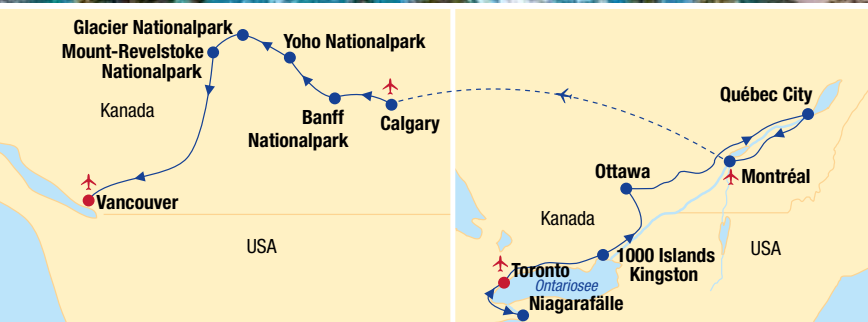 Glacier Nationalpark
Mount-Revelstoke
Nationalpark
Yoho Nationalpark
Kanada
Banff
Nationalpark
Calgary
Vancouver
USA
Québec City
Montréal
Ottawa
Kanada
USA
1000 Islands
Kingston
Toronto
Ontariosee
Niagarafälle